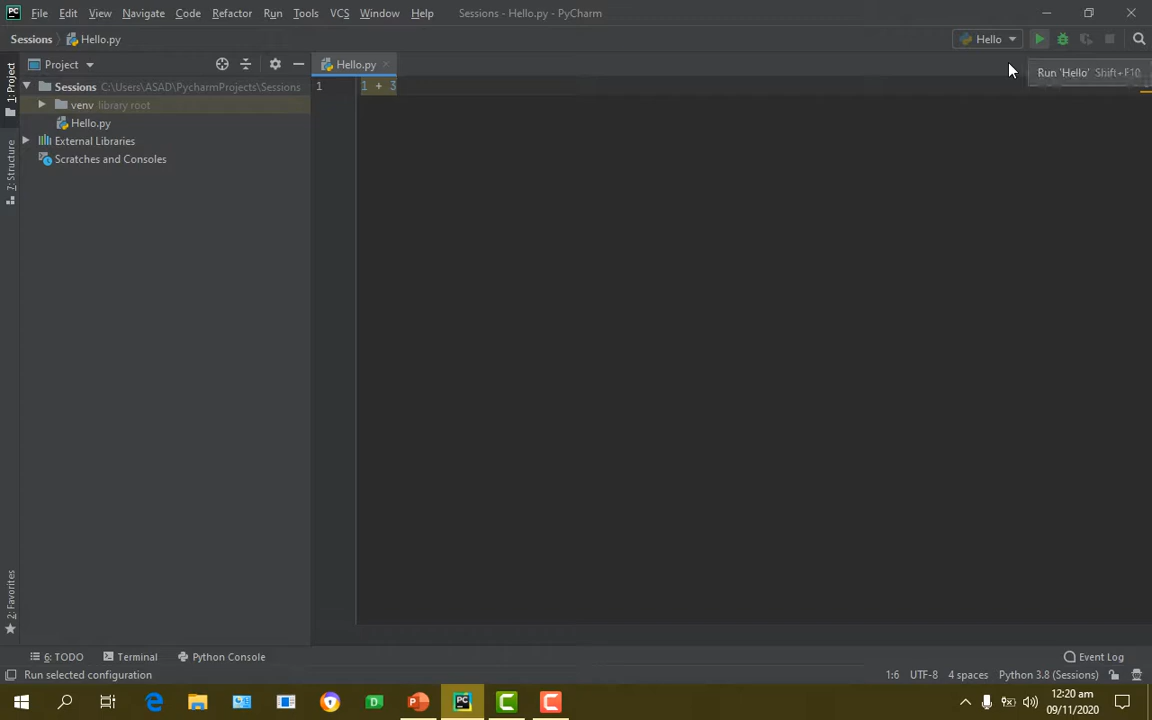 PC File Edit View Navigate Code Refactor Run Tools VCS Window Help Sessions - Hello.py - PyCharm
Sessions Hello.py Hello
1: Project
Project Hello.py Run 'Hello' Shift+F10
Sessions C:\Users\ASAD\PycharmProjects\Sessions 1 1 + 3
venv library root
Hello.py
External Libraries
Scratches and Consoles
7: Structure
2: Favorites
6: TODO Terminal Python Console Event Log
Run selected configuration 1:6 UTF-8 4 spaces Python 3.8 (Sessions)
12:20 am
09/11/2020